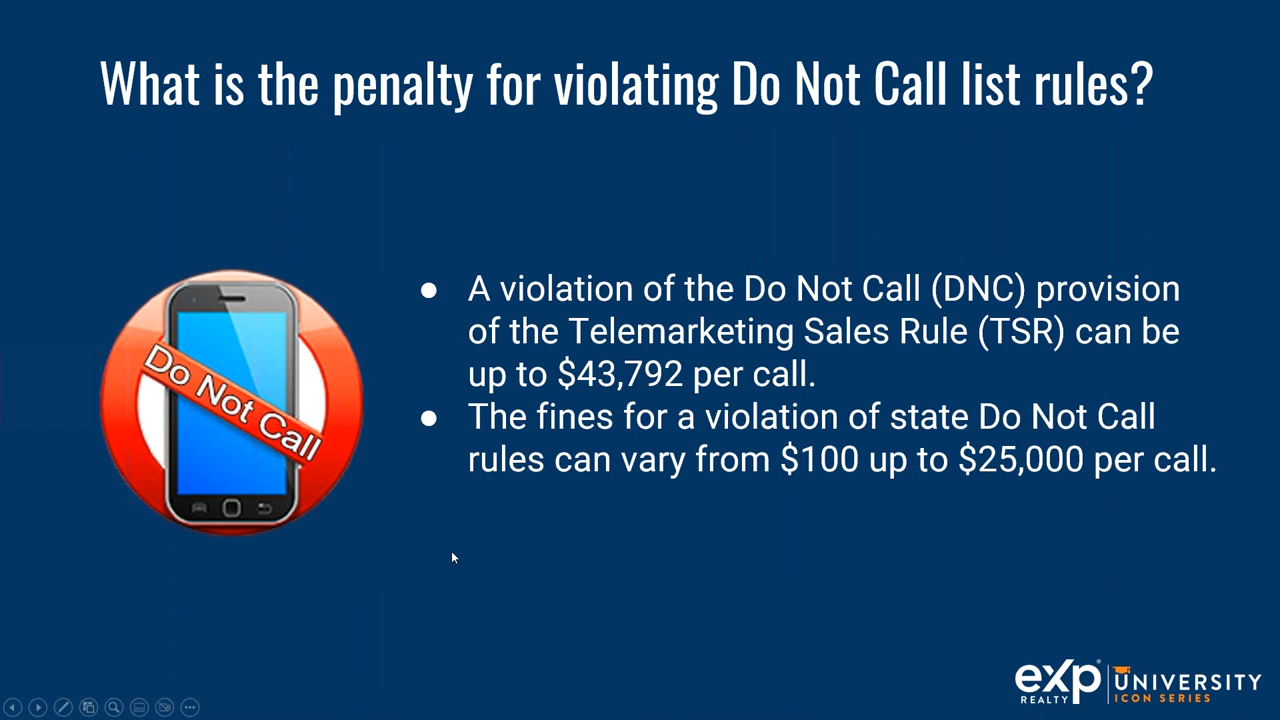 What is the penalty for violating Do Not Call list rules?
Do Not Call
● A violation of the Do Not Call (DNC) provision
of the Telemarketing Sales Rule (TSR) can be
up to $43,792 per call.
● The fines for a violation of state Do Not Call
rules can vary from $100 up to $25,000 per call.
eXp®
REALTY
UNIVERSITY
ICON SERIES